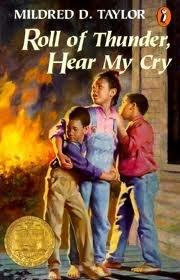 MILDRED D. TAYLOR
Roll of Thunder,
Hear My Cry